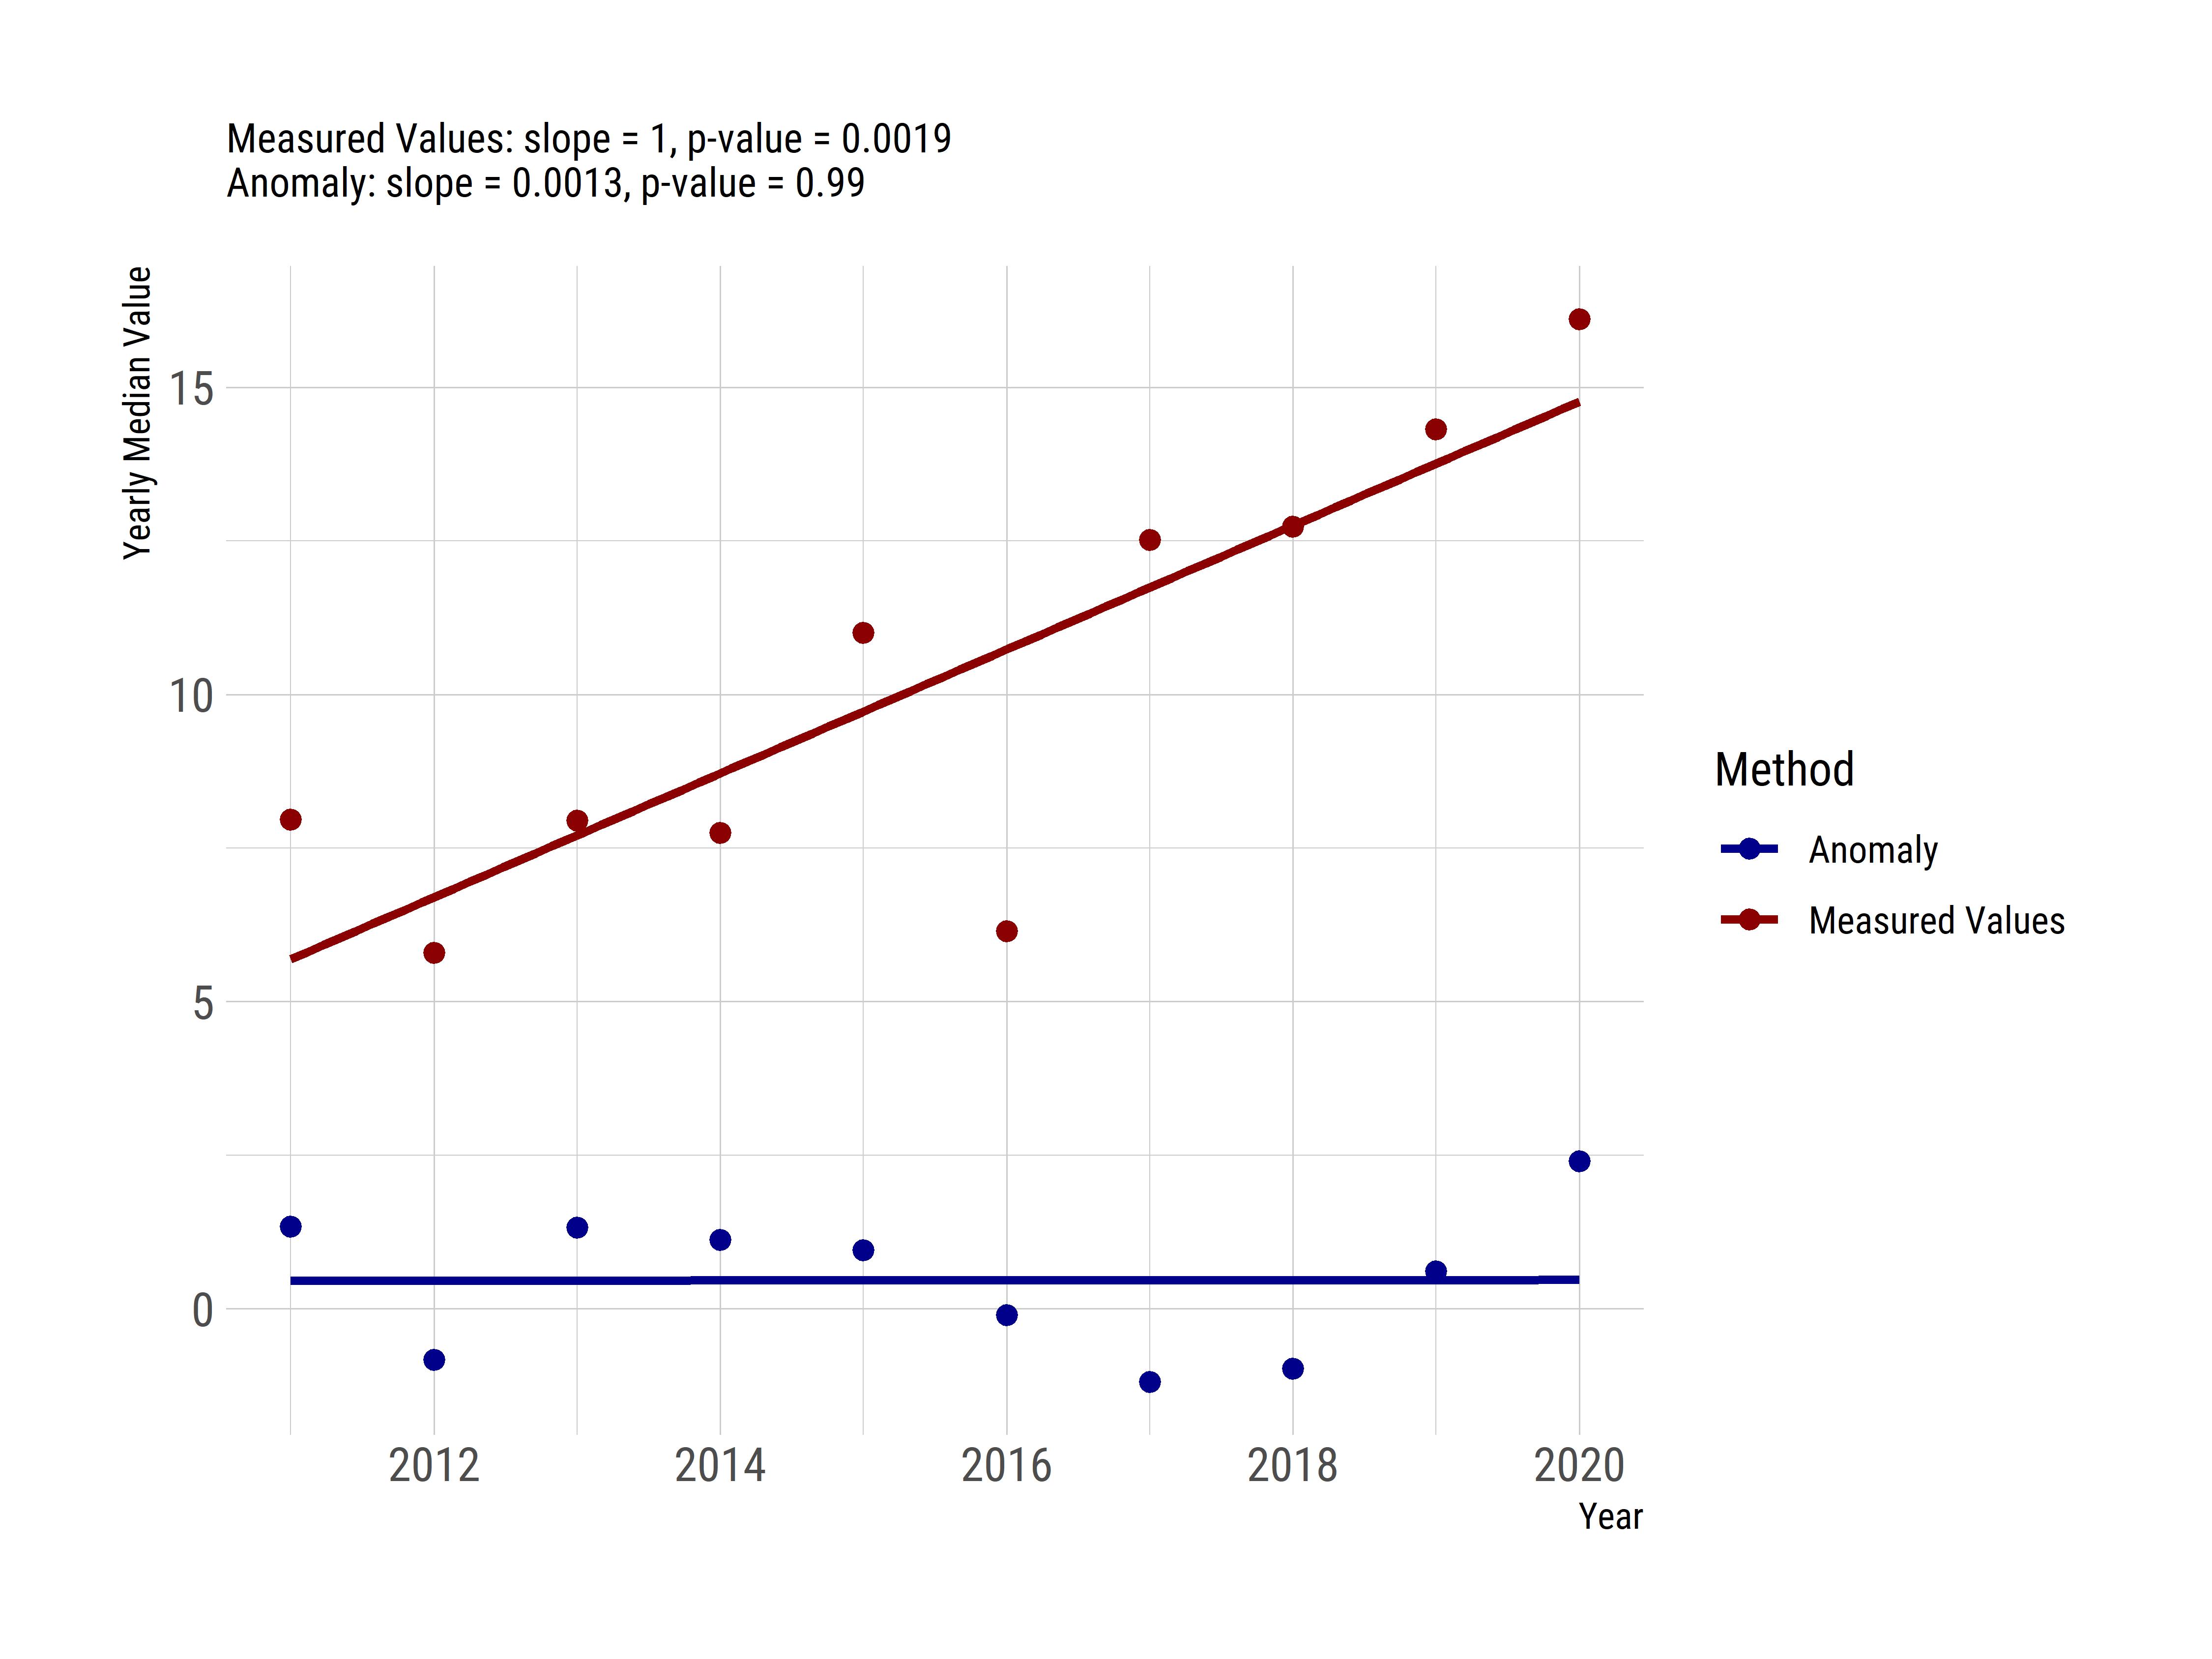 Measured Values: slope = 1, p-value = 0.0019
Anomaly: slope = 0.0013, p-value = 0.99
Yearly Median Value
15
10
5
0
2012 2014 2016 2018 2020
Year
Method
Anomaly
Measured Values